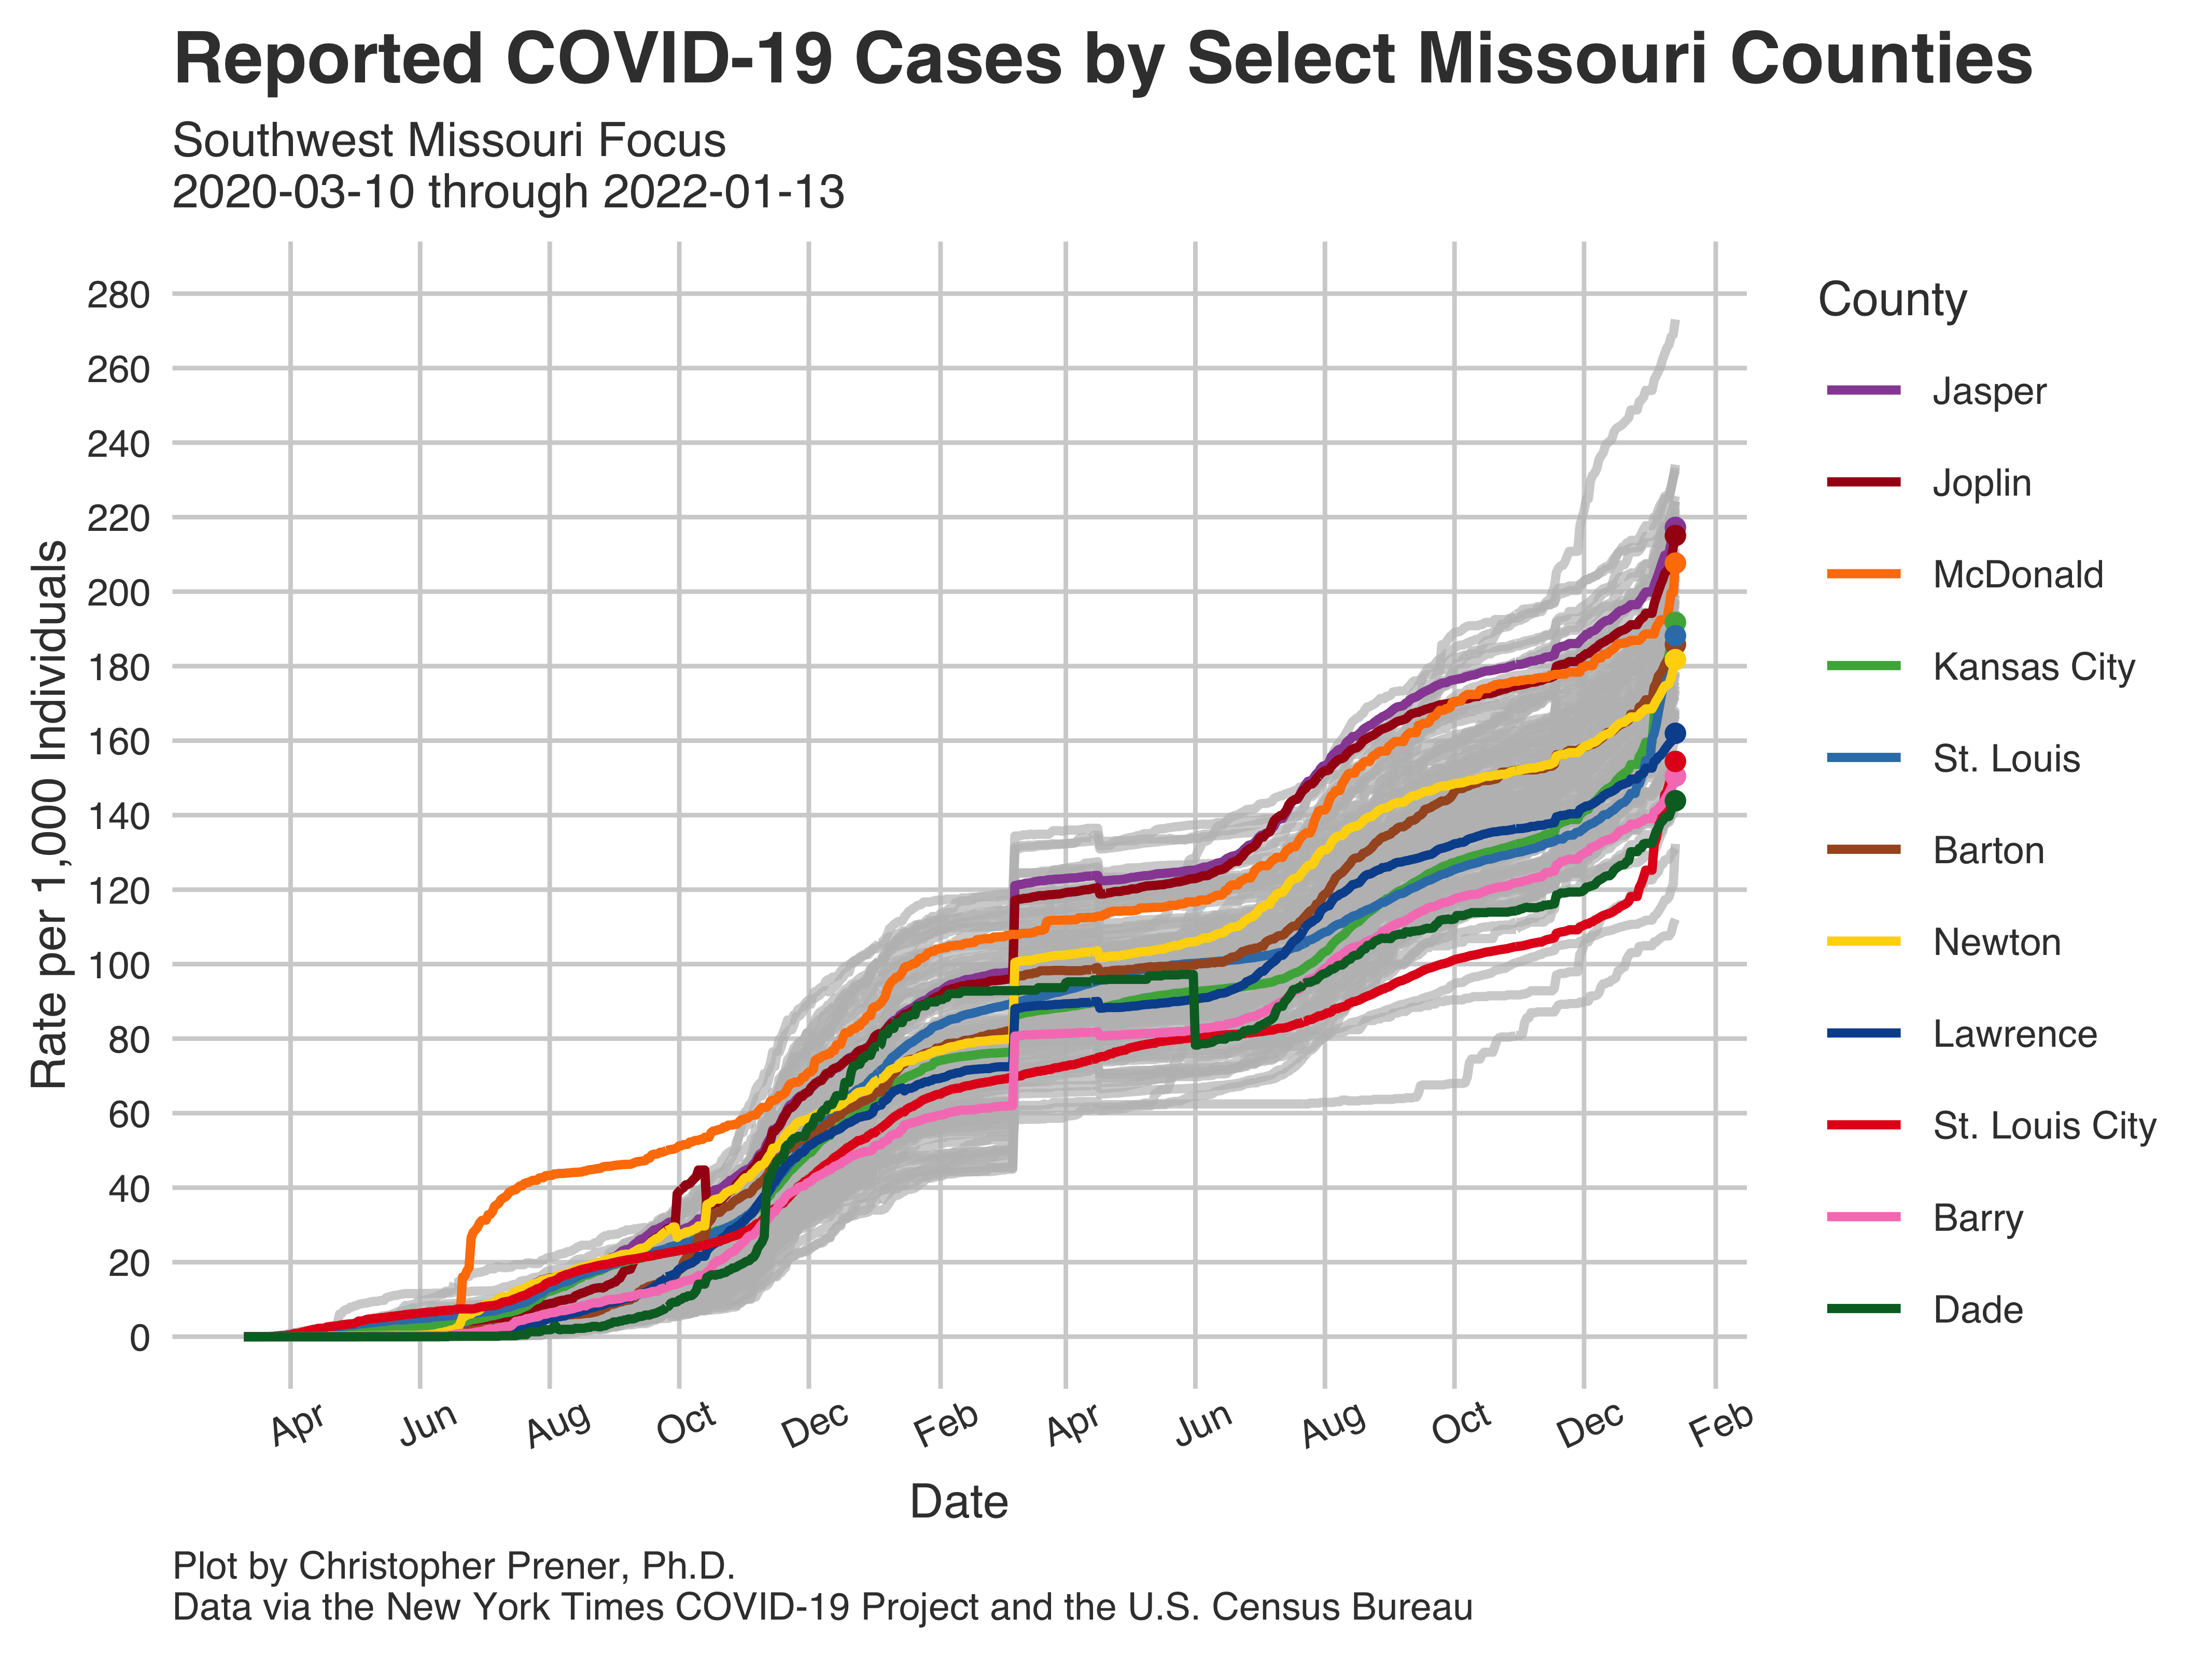 Reported COVID-19 Cases by Select Missouri Counties
Southwest Missouri Focus
2020-03-10 through 2022-01-13
Rate per 1,000 Individuals
280
260
240
220
200
180
160
140
120
100
80
60
40
20
0
Apr
Jun
Aug
Oct
Dec
Feb
Apr
Jun
Aug
Oct
Dec
Feb
Date
County
Jasper
Joplin
McDonald
Kansas City
St. Louis
Barton
Newton
Lawrence
St. Louis City
Barry
Dade
Plot by Christopher Prener, Ph.D.
Data via the New York Times COVID-19 Project and the U.S. Census Bureau